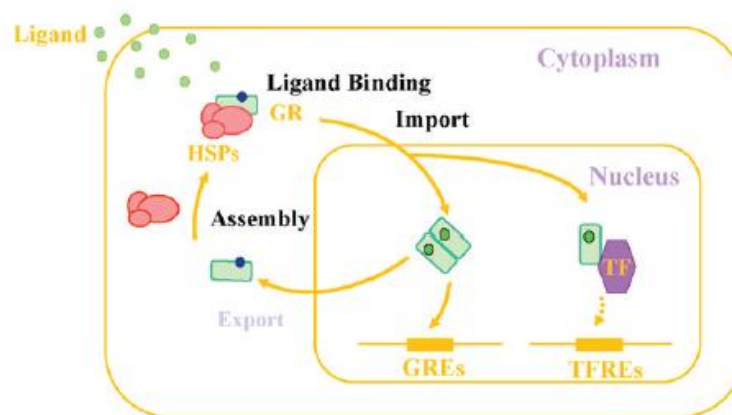 Ligand
Cytoplasm
Ligand Binding
GR
Import
HSPs
Nucleus
Assembly
TF
Export
GREs
TFREs